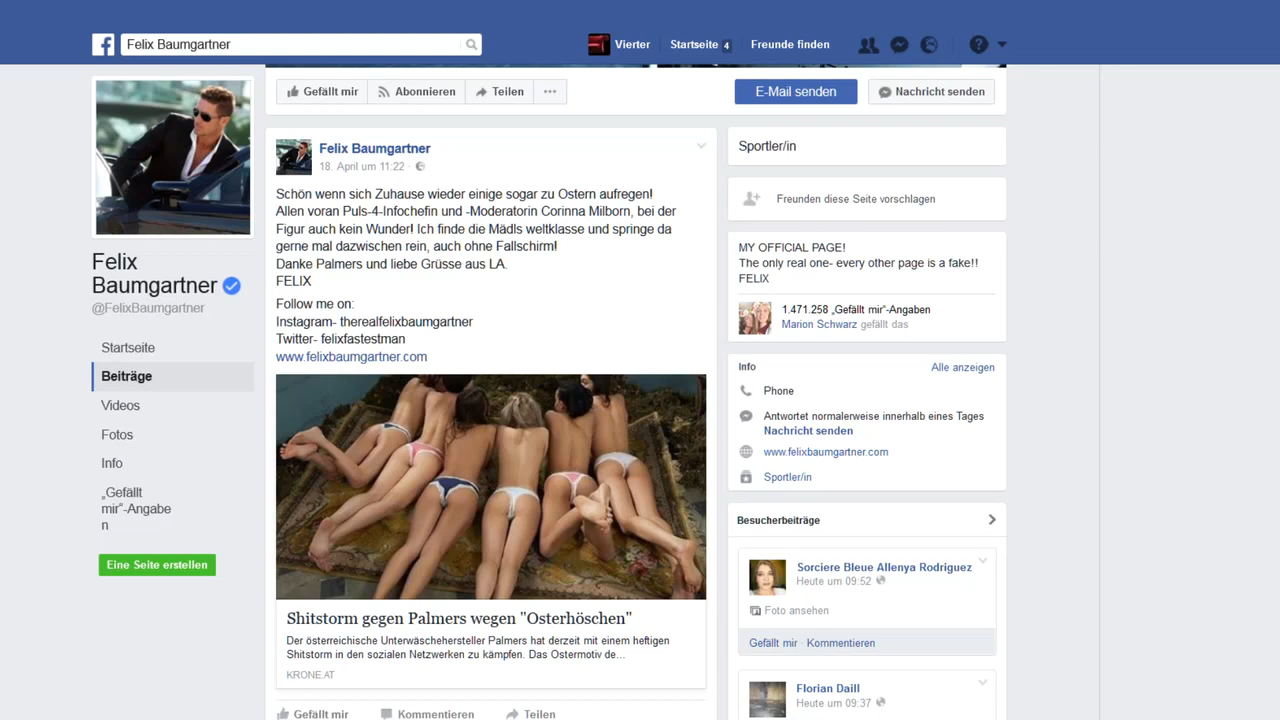 Felix Baumgartner
Vierter
Startseite 4
Freunde finden
Gefällt mir
Abonnieren
Teilen
E-Mail senden
Nachricht senden
Felix
Baumgartner
@FelixBaumgartner
Startseite
Beiträge
Videos
Fotos
Info
„Gefällt
mir“-Angabe
n
Eine Seite erstellen
Felix Baumgartner
18. April um 11:22 ·
Schön wenn sich Zuhause wieder einige sogar zu Ostern aufregen!
Allen voran Puls-4-Infochefin und -Moderatorin Corinna Milborn, bei der
Figur auch kein Wunder! Ich finde die Mädls weltklasse und springe da
gerne mal dazwischen rein, auch ohne Fallschirm!
Danke Palmers und liebe Grüsse aus LA.
FELIX
Follow me on:
Instagram- therealfelixbaumgartner
Twitter- felixfastestman
www.felixbaumgartner.com
Shitstorm gegen Palmers wegen "Osterhöschen"
Der österreichische Unterwäschehersteller Palmers hat derzeit mit einem heftigen
Shitstorm in den sozialen Netzwerken zu kämpfen. Das Ostermotiv de...
KRONE.AT
Gefällt mir
Kommentieren
Teilen
Sportler/in
Freunden diese Seite vorschlagen
MY OFFICIAL PAGE!
The only real one- every other page is a fake!!
FELIX
1.471.258 „Gefällt mir“-Angaben
Marion Schwarz gefällt das
Info
Alle anzeigen
Phone
Antwortet normalerweise innerhalb eines Tages
Nachricht senden
www.felixbaumgartner.com
Sportler/in
Besucherbeiträge
Sorciere Bleue Allenya Rodriguez
Heute um 09:52
Foto ansehen
Gefällt mir · Kommentieren
Florian Daill
Heute um 09:37